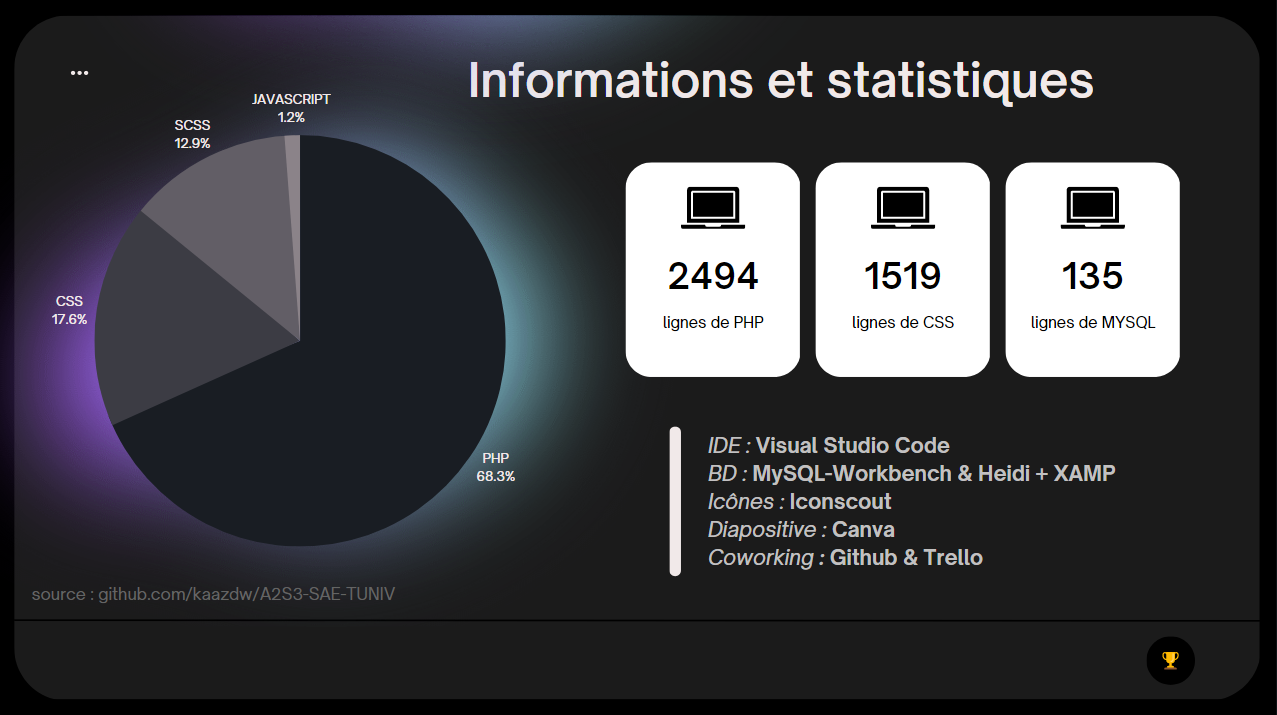 Informations et statistiques
JAVASCRIPT
1.2%
SCSS
12.9%
CSS
17.6%
PHP
68.3%
2494
lignes de PHP
1519
lignes de CSS
135
lignes de MYSQL
IDE : Visual Studio Code
BD : MySQL-Workbench & Heidi + XAMP
Icônes : Iconscout
Diapositive : Canva
Coworking : Github & Trello
source : github.com/kaazdw/A2S3-SAE-TUNIV